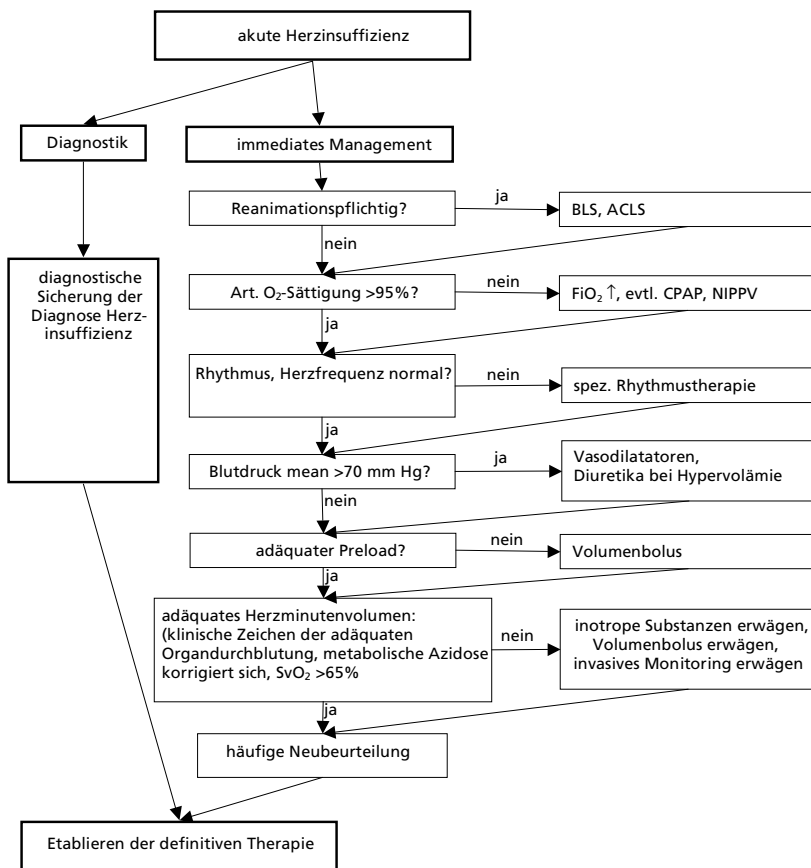 akute Herzinsuffizienz
Diagnostik
immediates Management
Reanimationspflichtig?
ja
BLS, ACLS
nein
diagnostische
Sicherung der
Diagnose Herz-
insuffizienz
Art. O₂-Sättigung >95%?
nein
FiO₂ ↑, evtl. CPAP, NIPPV
ja
Rhythmus, Herzfrequenz normal?
nein
spez. Rhythmustherapie
ja
Blutdruck mean >70 mm Hg?
ja
Vasodilatatoren,
Diuretika bei Hypervolämie
nein
adäquater Preload?
nein
Volumenbolus
ja
adäquates Herzminutenvolumen:
(klinische Zeichen der adäquaten
Organdurchblutung, metabolische Azidose
korrigiert sich, SvO₂ >65%
nein
inotrope Substanzen erwägen,
Volumenbolus erwägen,
invasives Monitoring erwägen
ja
häufige Neubeurteilung
Etablieren der definitiven Therapie